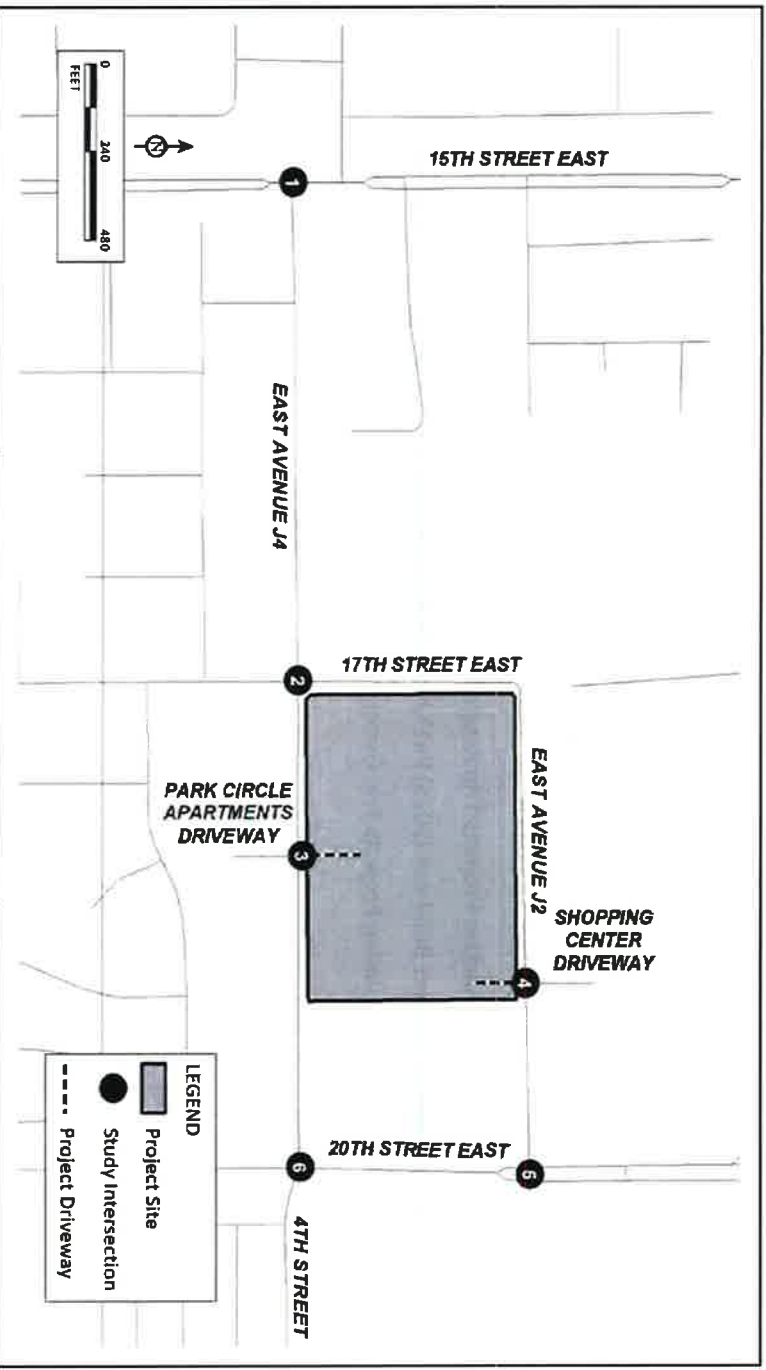 15TH STREET EAST
0
240
480
FEET
N
1
EAST AVENUE J4
17TH STREET EAST
2
EAST AVENUE J2
PARK CIRCLE
APARTMENTS
DRIVEWAY
3
SHOPPING
CENTER
DRIVEWAY
4
20TH STREET EAST
6
4TH STREET
LEGEND
Project Site
Study Intersection
Project Driveway